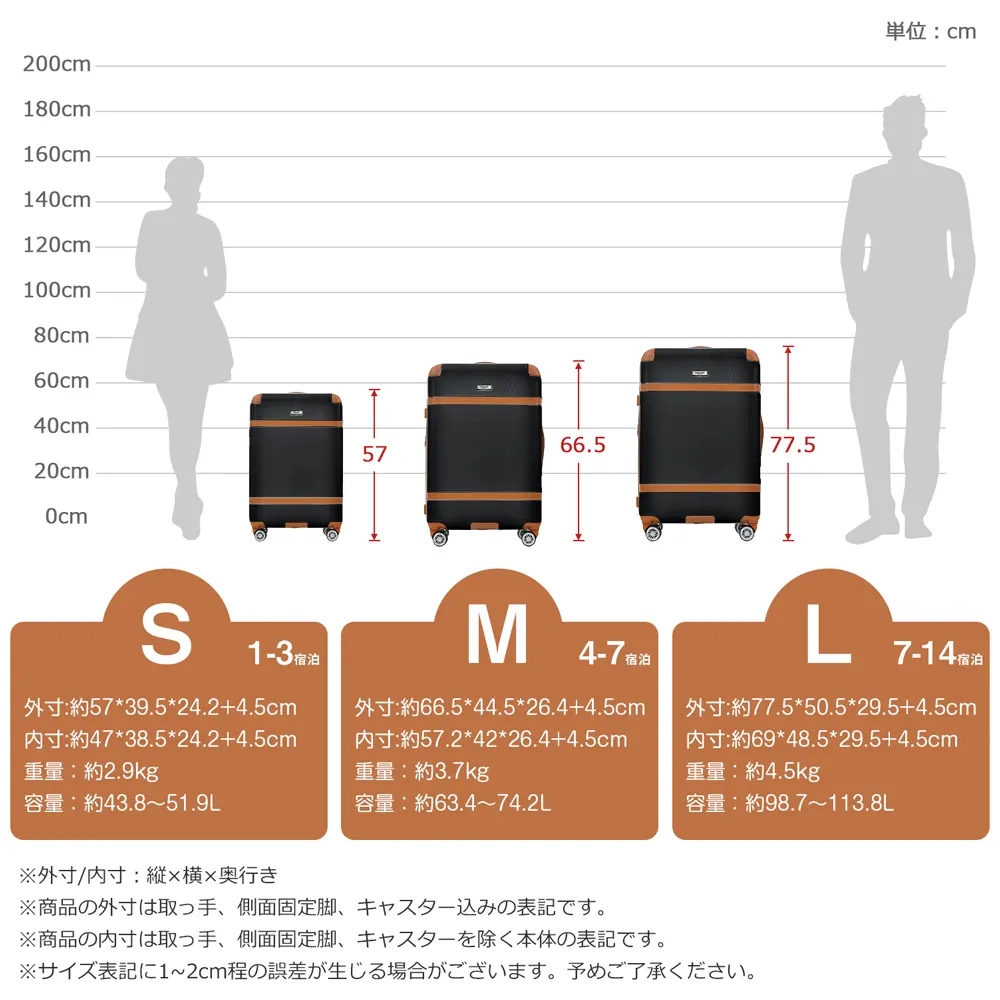 単位：cm
200cm
180cm
160cm
140cm
120cm
100cm
80cm
60cm
40cm
20cm
0cm
57
66.5
77.5
S
1-3宿泊
外寸:約57*39.5*24.2+4.5cm
内寸:約47*38.5*24.2+4.5cm
重量：約2.9kg
容量：約43.8～51.9L
M
4-7宿泊
外寸:約66.5*44.5*26.4+4.5cm
内寸:約57.2*42*26.4+4.5cm
重量：約3.7kg
容量：約63.4～74.2L
L
7-14宿泊
外寸:約77.5*50.5*29.5+4.5cm
内寸:約69*48.5*29.5+4.5cm
重量：約4.5kg
容量：約98.7～113.8L
※外寸/内寸：縦×横×奥行き
※商品の外寸は取っ手、側面固定脚、キャスター込みの表記です。
※商品の内寸は取っ手、側面固定脚、キャスターを除く本体の表記です。
※サイズ表記に1~2cm程の誤差が生じる場合がございます。予めご了承ください。